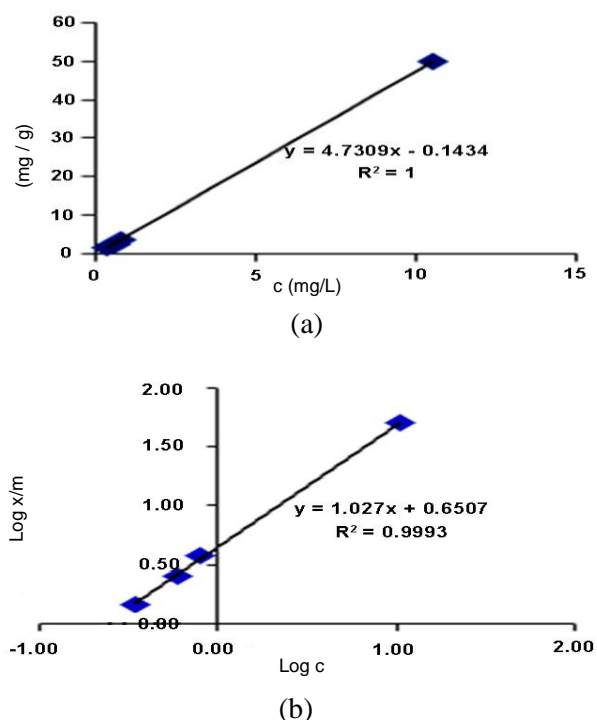 60
50
40
30
20
10
0
(mg / g)
y = 4.7309x - 0.1434
R² = 1
0 5 10 15
c (mg/L)
(a)
2.00
1.50
1.00
0.50
0.00
Log x/m
y = 1.027x + 0.6507
R² = 0.9993
-1.00 0.00 1.00 2.00
Log c
(b)